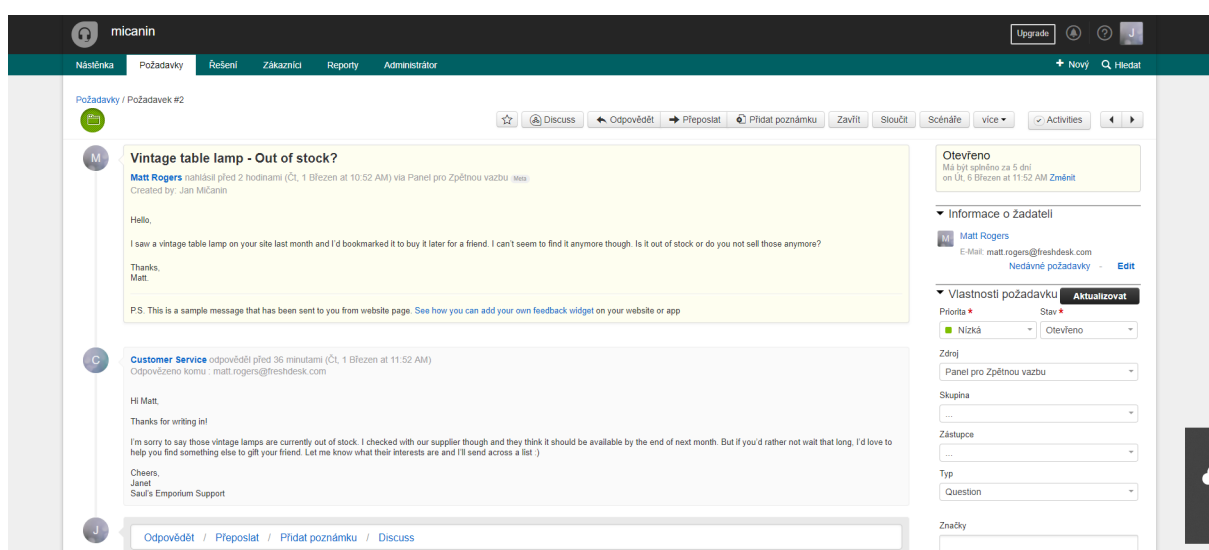 micanin
Upgrade
?
J
Nástěnka Požadavky Řešení Zákazníci Reporty Administrátor
+ Nový Hledat
Požadavky / Požadavek #2
Discuss Odpovědět Přeposlat Přidat poznámku Zavřít Sloučit Scénáře více Activities
M
Vintage table lamp - Out of stock?
Matt Rogers nahlásil před 2 hodinami (Čt, 1 Březen at 10:52 AM) via Panel pro Zpětnou vazbu Meta
Created by: Jan Mičanin
Hello,
I saw a vintage table lamp on your site last month and I'd bookmarked it to buy it later for a friend. I can't seem to find it anymore though. Is it out of stock or do you not sell those anymore?
Thanks,
Matt.
P.S. This is a sample message that has been sent to you from website page. See how you can add your own feedback widget on your website or app
C
Customer Service odpověděl před 36 minutami (Čt, 1 Březen at 11:52 AM)
Odpovězeno komu : matt.rogers@freshdesk.com
Hi Matt,
Thanks for writing in!
I'm sorry to say those vintage lamps are currently out of stock. I checked with our supplier though and they think it should be available by the end of next month. But if you'd rather not wait that long, I'd love to
help you find something else to gift your friend. Let me know what their interests are and I'll send across a list :)
Cheers,
Janet
Saul's Emporium Support
J
Odpovědět / Přeposlat / Přidat poznámku / Discuss
Otevřeno
Má být splněno za 5 dní
on Út, 6 Březen at 11:52 AM Změnit
Informace o žadateli
M
Matt Rogers
E-Mail: matt.rogers@freshdesk.com
Nedávné požadavky - Edit
Vlastnosti požadavku Aktualizovat
Priorita * Stav *
Nízká Otevřeno
Zdroj
Panel pro Zpětnou vazbu
Skupina
...
Zástupce
...
Typ
Question
Značky